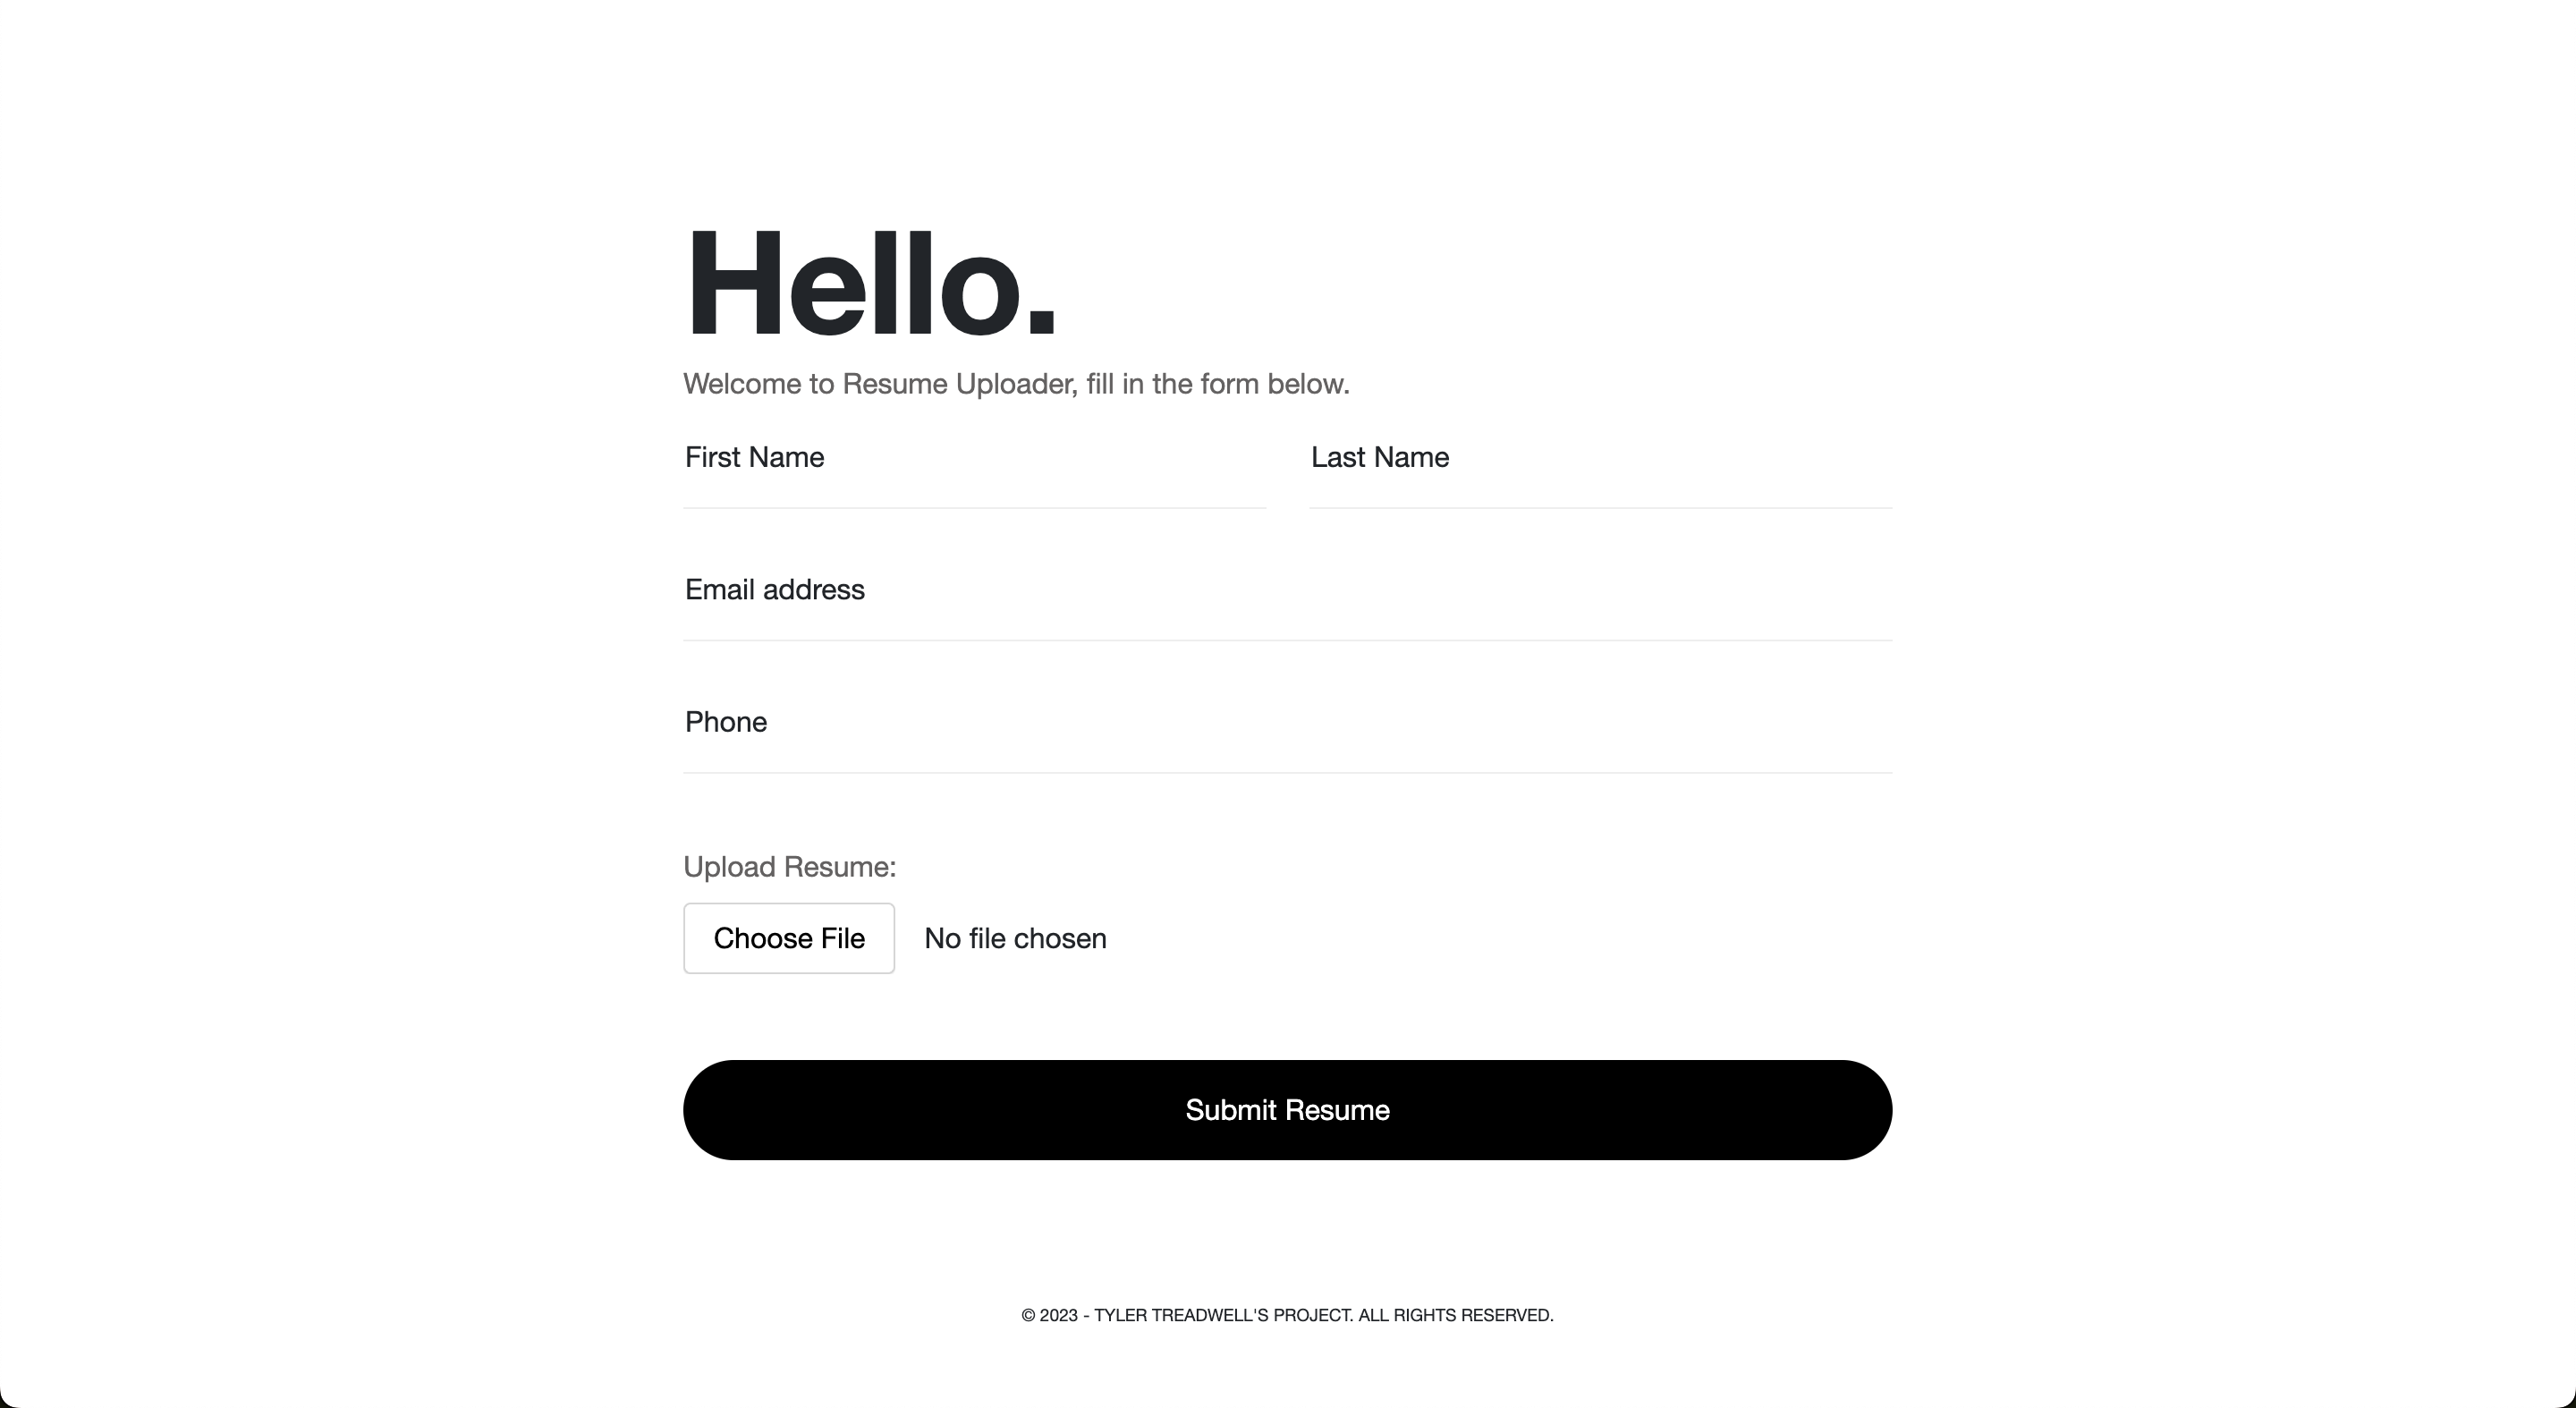 Hello.
Welcome to Resume Uploader, fill in the form below.
First Name
Last Name
Email address
Phone
Upload Resume:
Choose File
No file chosen
Submit Resume
© 2023 - TYLER TREADWELL'S PROJECT. ALL RIGHTS RESERVED.